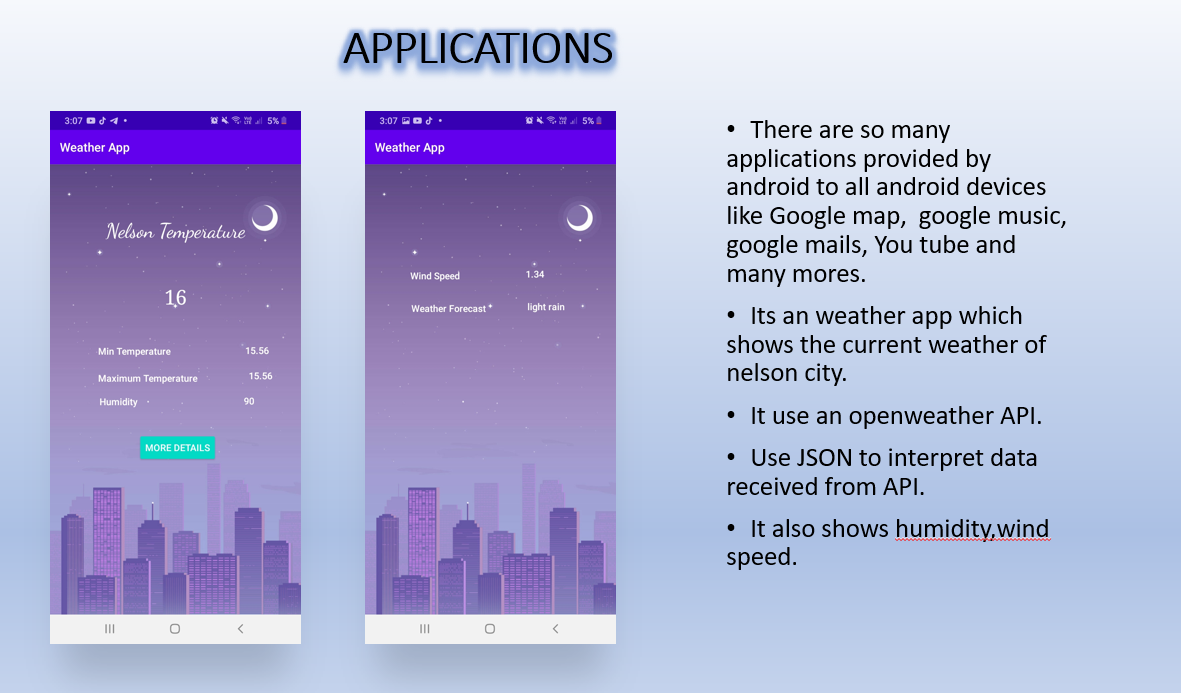 APPLICATIONS
3:07 5%
Weather App
Nelson Temperature
16
Min Temperature 15.56
Maximum Temperature 15.56
Humidity 90
MORE DETAILS
3:07 5%
Weather App
Wind Speed 1.34
Weather Forecast light rain
• There are so many
applications provided by
android to all android devices
like Google map, google music,
google mails, You tube and
many mores.
• Its an weather app which
shows the current weather of
nelson city.
• It use an openweather API.
• Use JSON to interpret data
received from API.
• It also shows humidity,wind
speed.